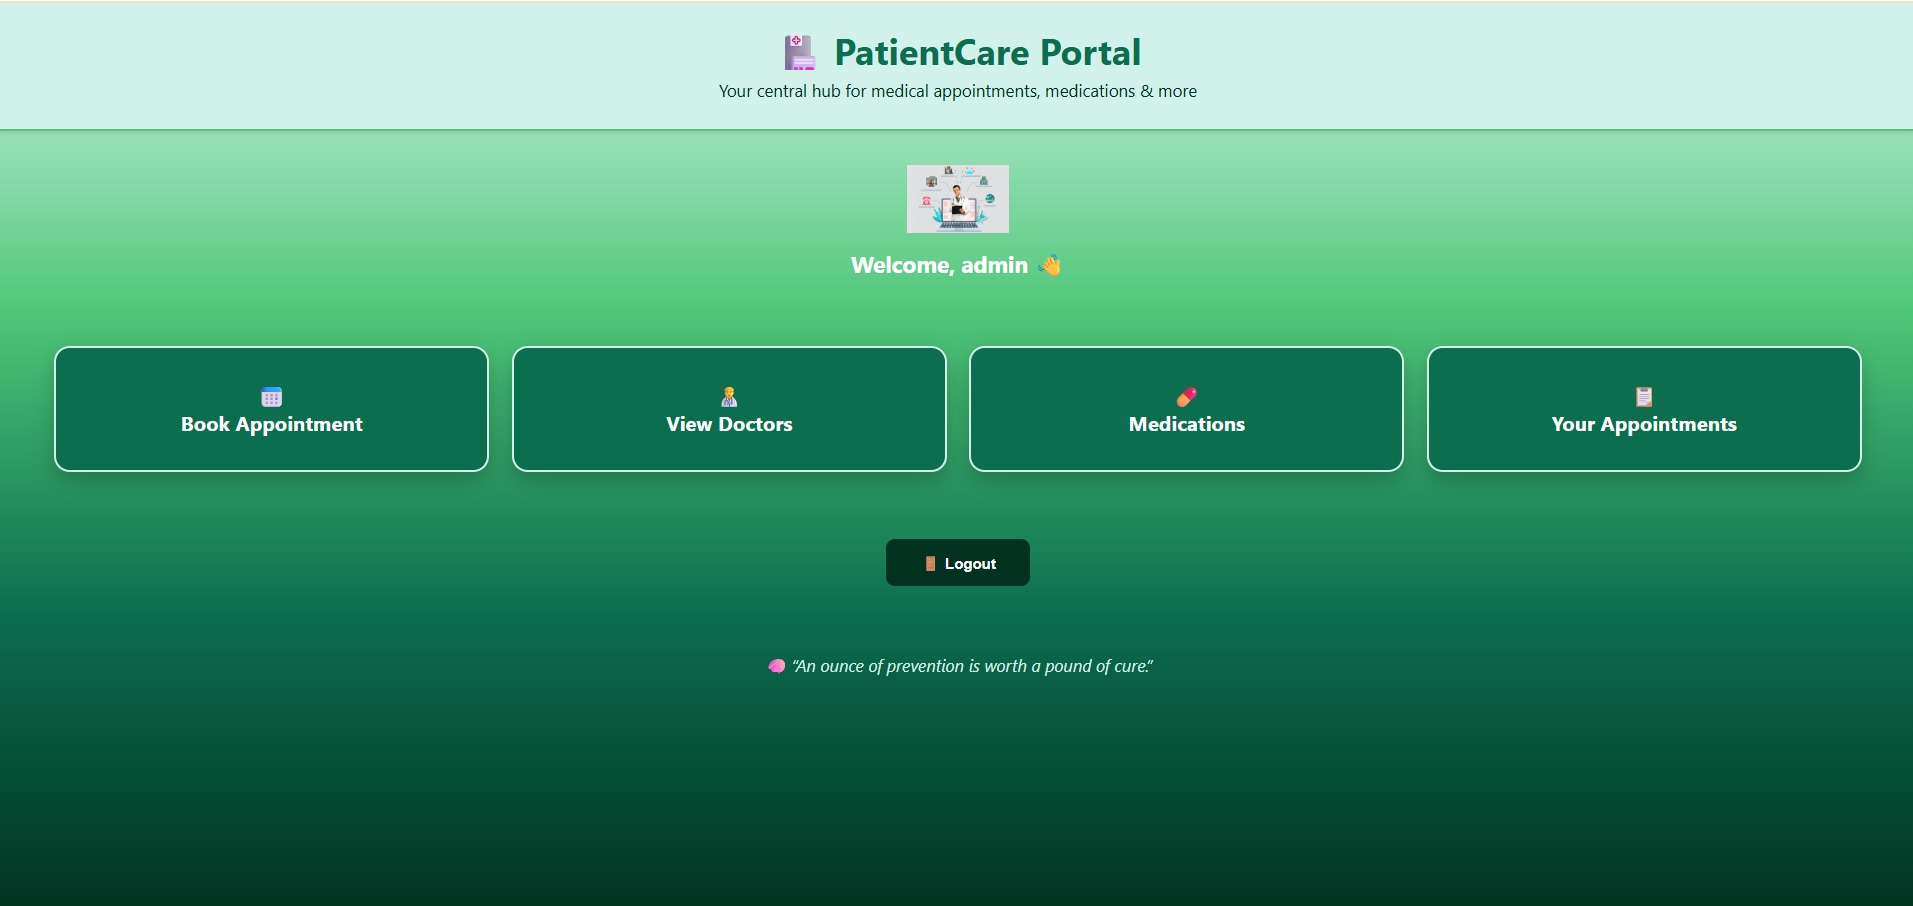 🏥 PatientCare Portal
Your central hub for medical appointments, medications & more
Welcome, admin 👋
📅 Book Appointment
👨‍⚕️ View Doctors
💊 Medications
📋 Your Appointments
🚪 Logout
🧠 “An ounce of prevention is worth a pound of cure.”